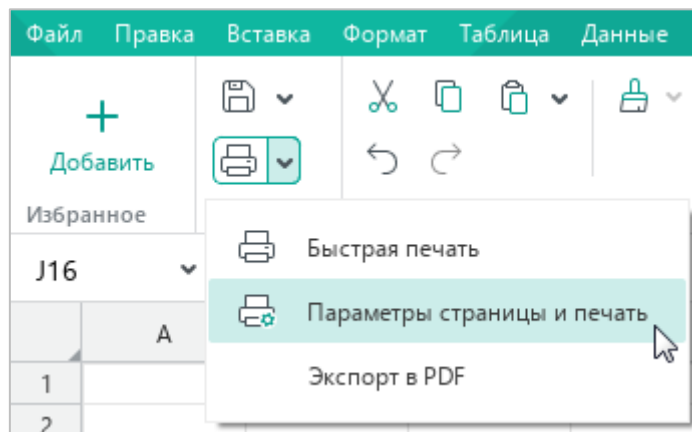 Файл Правка Вставка Формат Таблица Данные
Добавить
Избранное
Быстрая печать
J16
Параметры страницы и печать
A
Экспорт в PDF
1
2